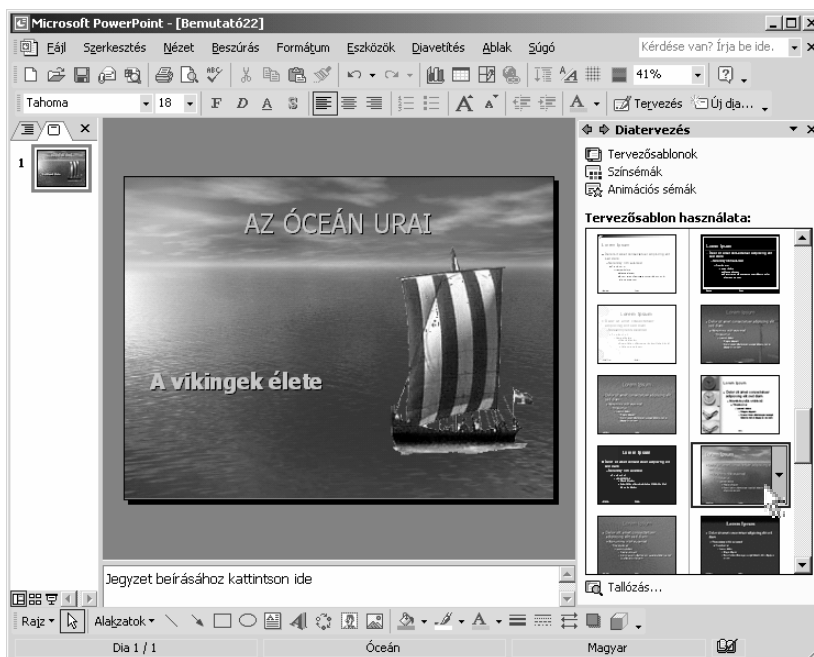 Microsoft PowerPoint - [Bemutató22]
Fájl Szerkesztés Nézet Beszúrás Formátum Eszközök Diavetítés Ablak Súgó Kérdése van? Írja be ide.
41%
Tahoma 18 F D A S Tervezés Új dia...
Diatervezés
1
Tervezősablonok
Színsémák
Animációs sémák
Tervezősablon használata:
AZ ÓCEÁN URAI
A vikingek élete
Jegyzet beírásához kattintson ide
Tallózás...
Rajz Alakzatok
Dia 1 / 1 Óceán Magyar